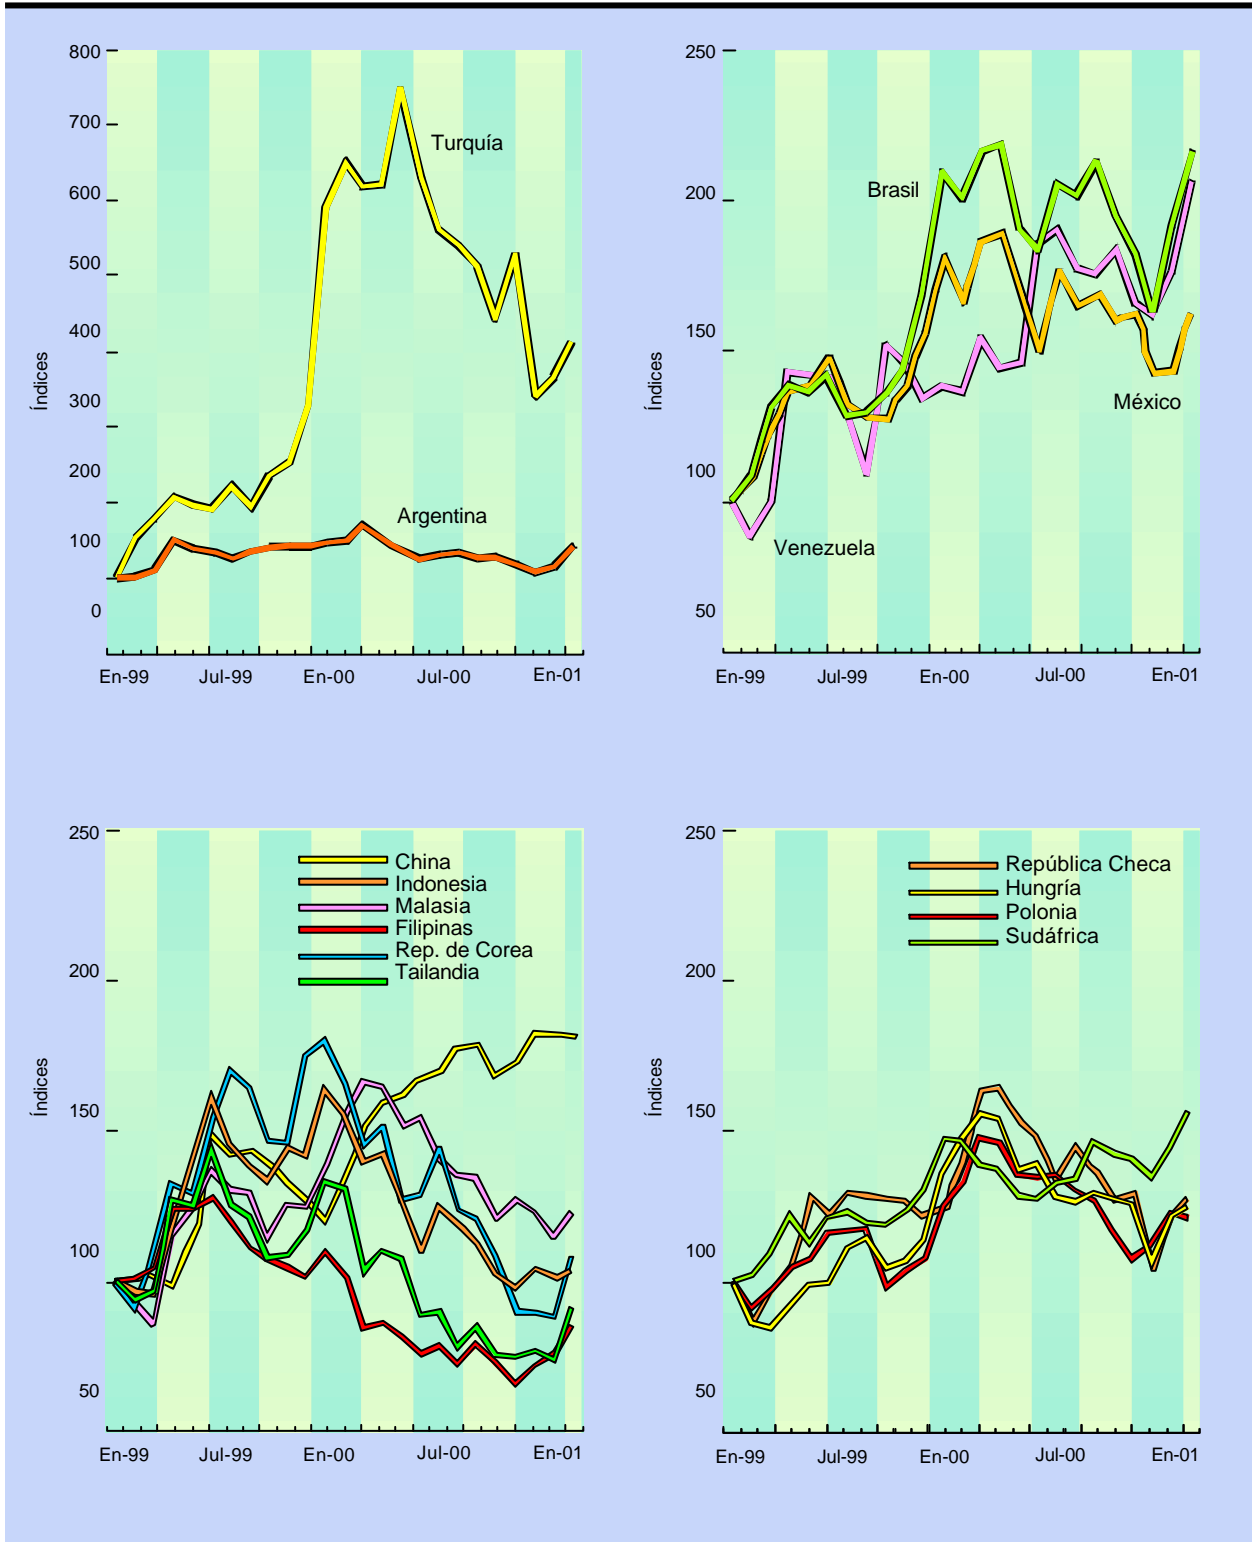 800
700
600
500
400
300
200
100
0
Índices
Turquía
Argentina
En-99 Jul-99 En-00 Jul-00 En-01
250
200
150
100
50
Índices
Brasil
México
Venezuela
En-99 Jul-99 En-00 Jul-00 En-01
250
200
150
100
50
Índices
China
Indonesia
Malasia
Filipinas
Rep. de Corea
Tailandia
En-99 Jul-99 En-00 Jul-00 En-01
250
200
150
100
50
Índices
República Checa
Hungría
Polonia
Sudáfrica
En-99 Jul-99 En-00 Jul-00 En-01